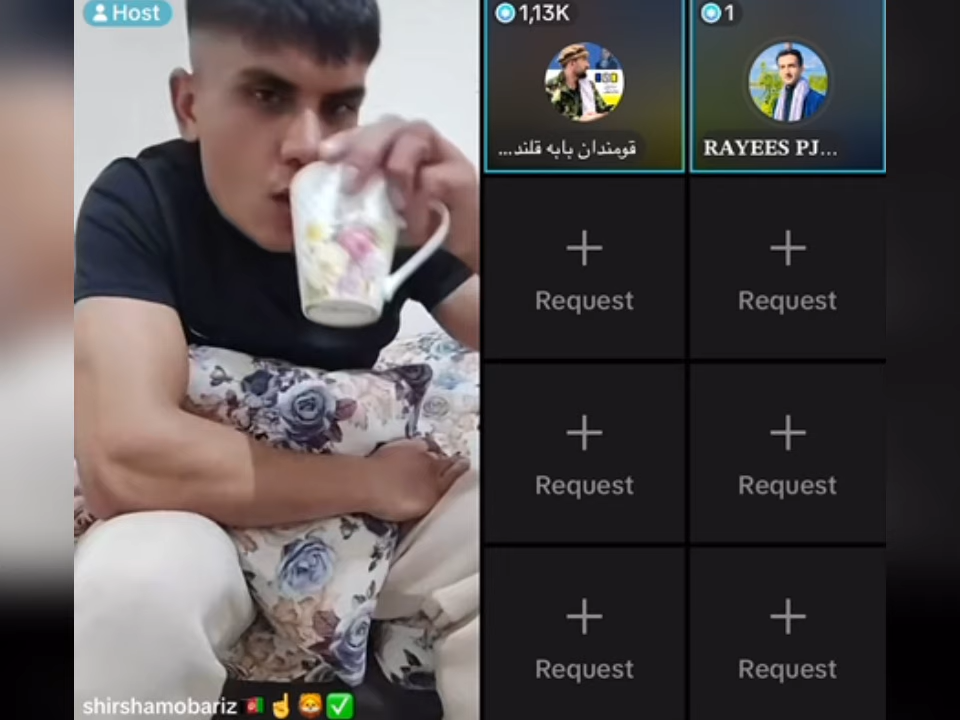 Host
1,13K
1
قومندان بابه قلند...
RAYEES PJ...
Request
Request
Request
Request
Request
Request
shirshamobariz 🇦🇫☝️🦁✅